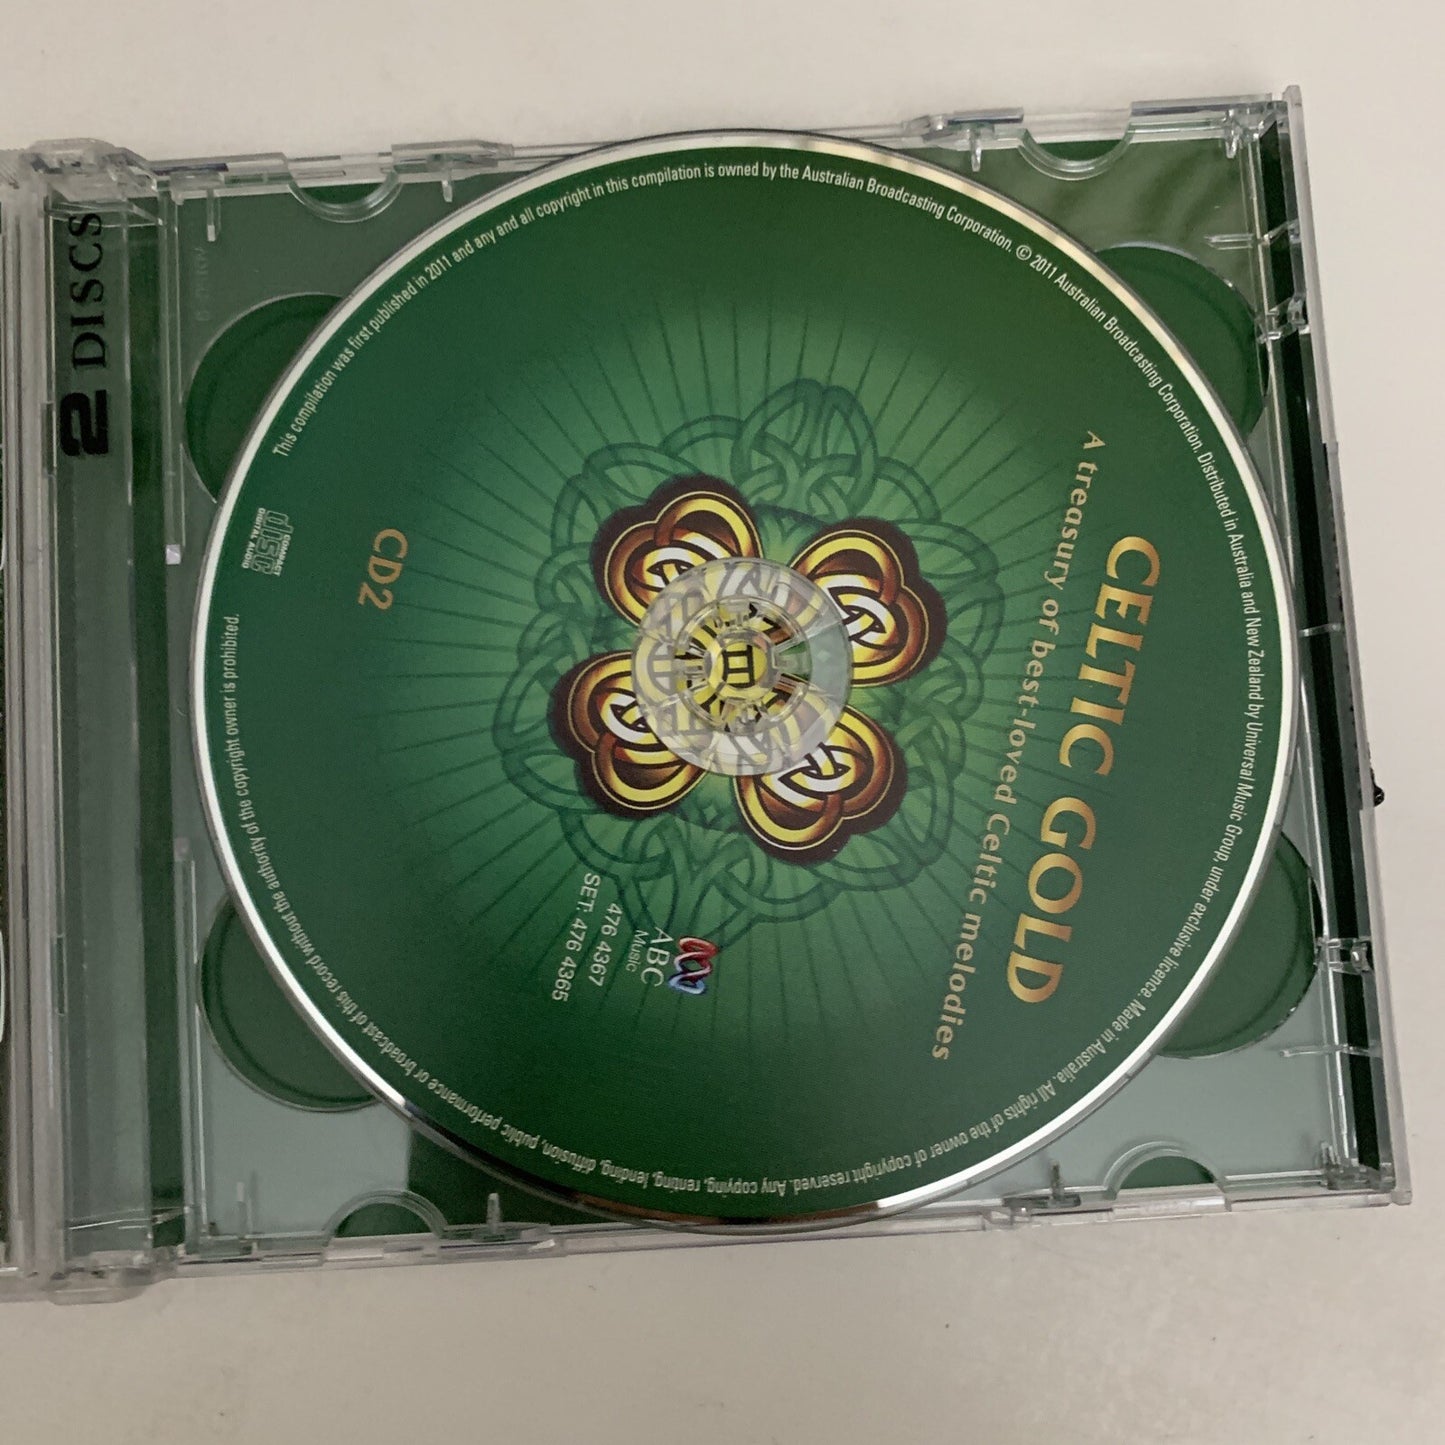 2 DISCS
CELTIC GOLD
A treasury of best-loved Celtic melodies
ABC
Music
476 4367
SET: 476 4365
CD2
COMPACT
disc
DIGITAL AUDIO
This compilation was first published in 2011 and any and all copyright in this compilation is owned by the Australian Broadcasting Corporation. © 2011 Australian Broadcasting Corporation. Distributed in Australia and New Zealand by Universal Music Group, under exclusive licence. Made in Australia. All rights of the owner of copyright reserved. Any copying, renting, lending, diffusion, public performance or broadcast of this record without the authority of the copyright owner is prohibited.